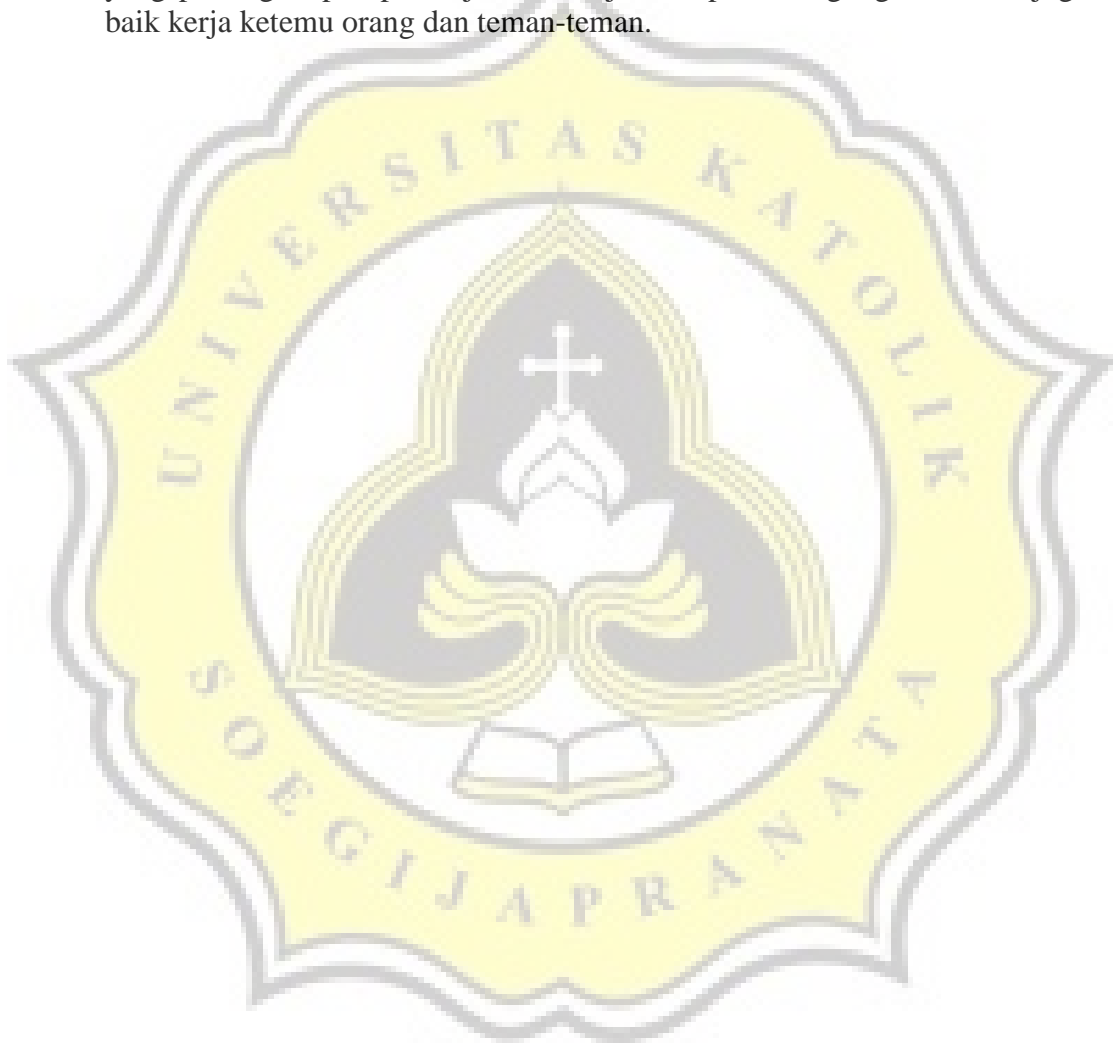 baik kerja ketemu orang dan teman-teman.
UNIVERSITAS KATOLIK
SOEGIJAPRANATA